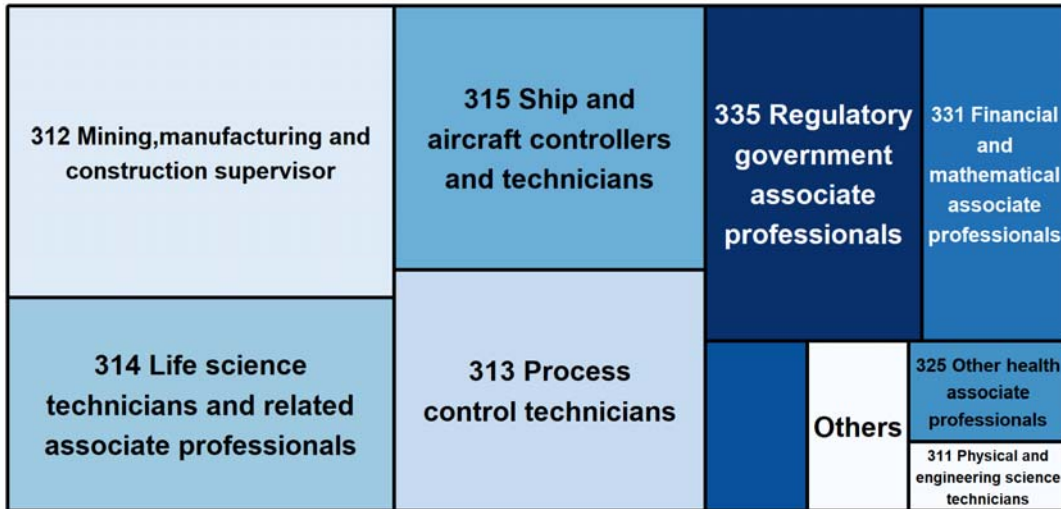 312 Mining,manufacturing and
construction supervisor
314 Life science
technicians and related
associate professionals
315 Ship and
aircraft controllers
and technicians
313 Process
control technicians
335 Regulatory
government
associate
professionals
331 Financial
and
mathematical
associate
professionals
Others
325 Other health
associate
professionals
311 Physical and
engineering science
technicians